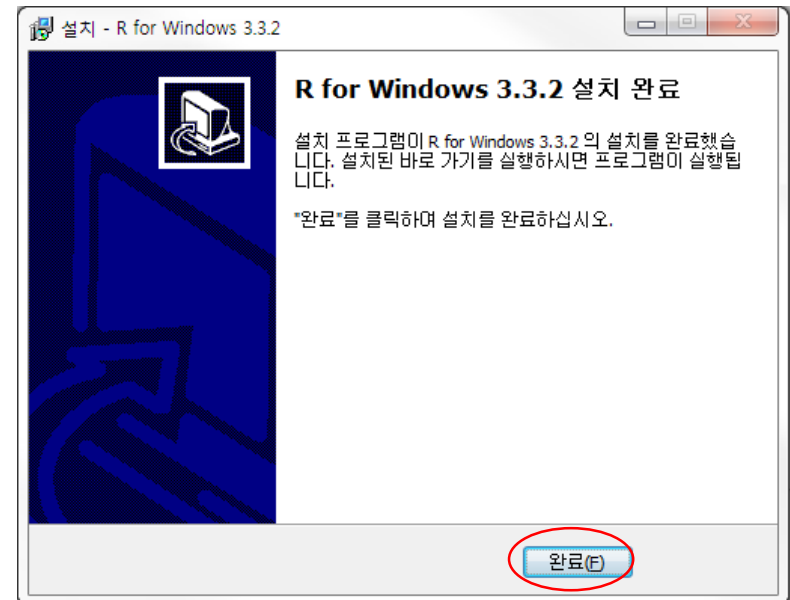 설치 - R for Windows 3.3.2
R for Windows 3.3.2 설치 완료
설치 프로그램이 R for Windows 3.3.2 의 설치를 완료했습
니다. 설치된 바로 가기를 실행하시면 프로그램이 실행됩
니다.
"완료"를 클릭하여 설치를 완료하십시오.
완료(F)